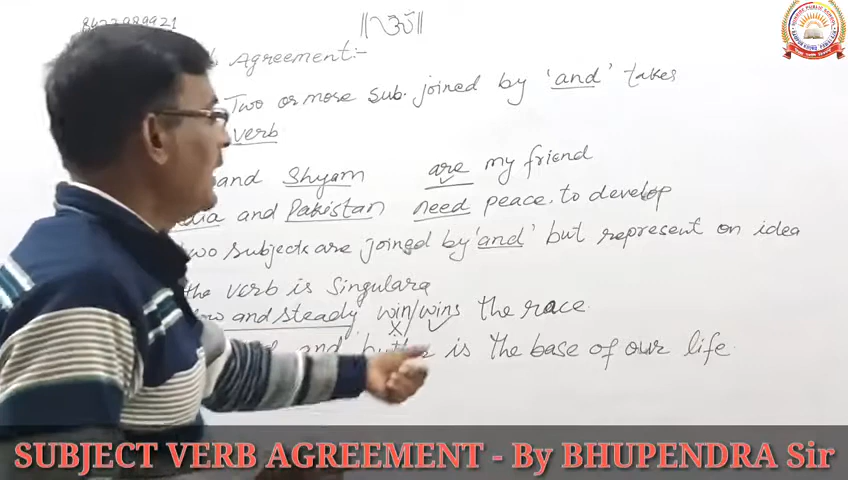 ॥ॐ॥
Agreement:-
Two or more sub. joined by 'and' takes
verb
and Shyam are my friend
and Pakistan need peace. to develop
two subjects are joined by 'and' but represent on idea
the verb is Singulara
and steady win/wins the race
and is the base of our life
SUBJECT VERB AGREEMENT - By BHUPENDRA Sir